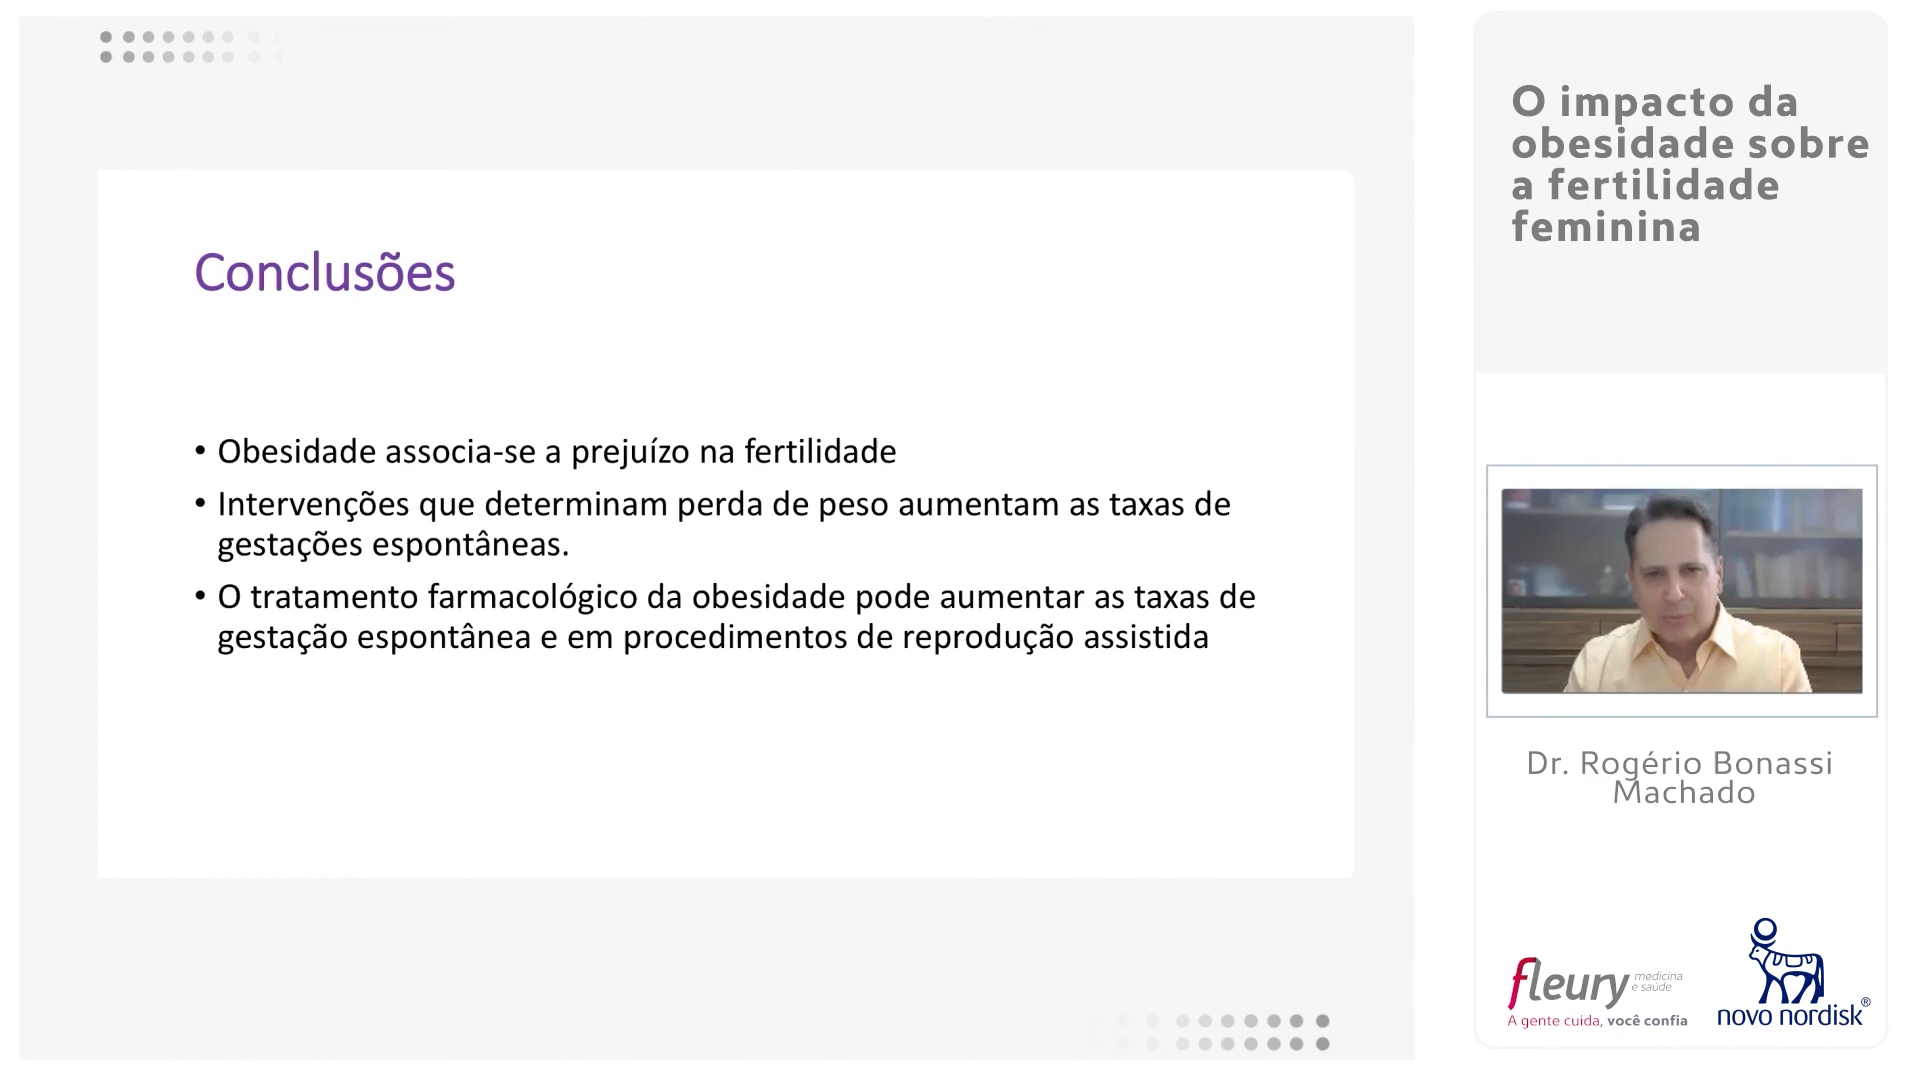 Conclusões
• Obesidade associa-se a prejuízo na fertilidade
• Intervenções que determinam perda de peso aumentam as taxas de
gestações espontâneas.
• O tratamento farmacológico da obesidade pode aumentar as taxas de
gestação espontânea e em procedimentos de reprodução assistida
O impacto da
obesidade sobre
a fertilidade
feminina
Dr. Rogério Bonassi
Machado
fleury medicina
e saúde
A gente cuida, você confia
novo nordisk®